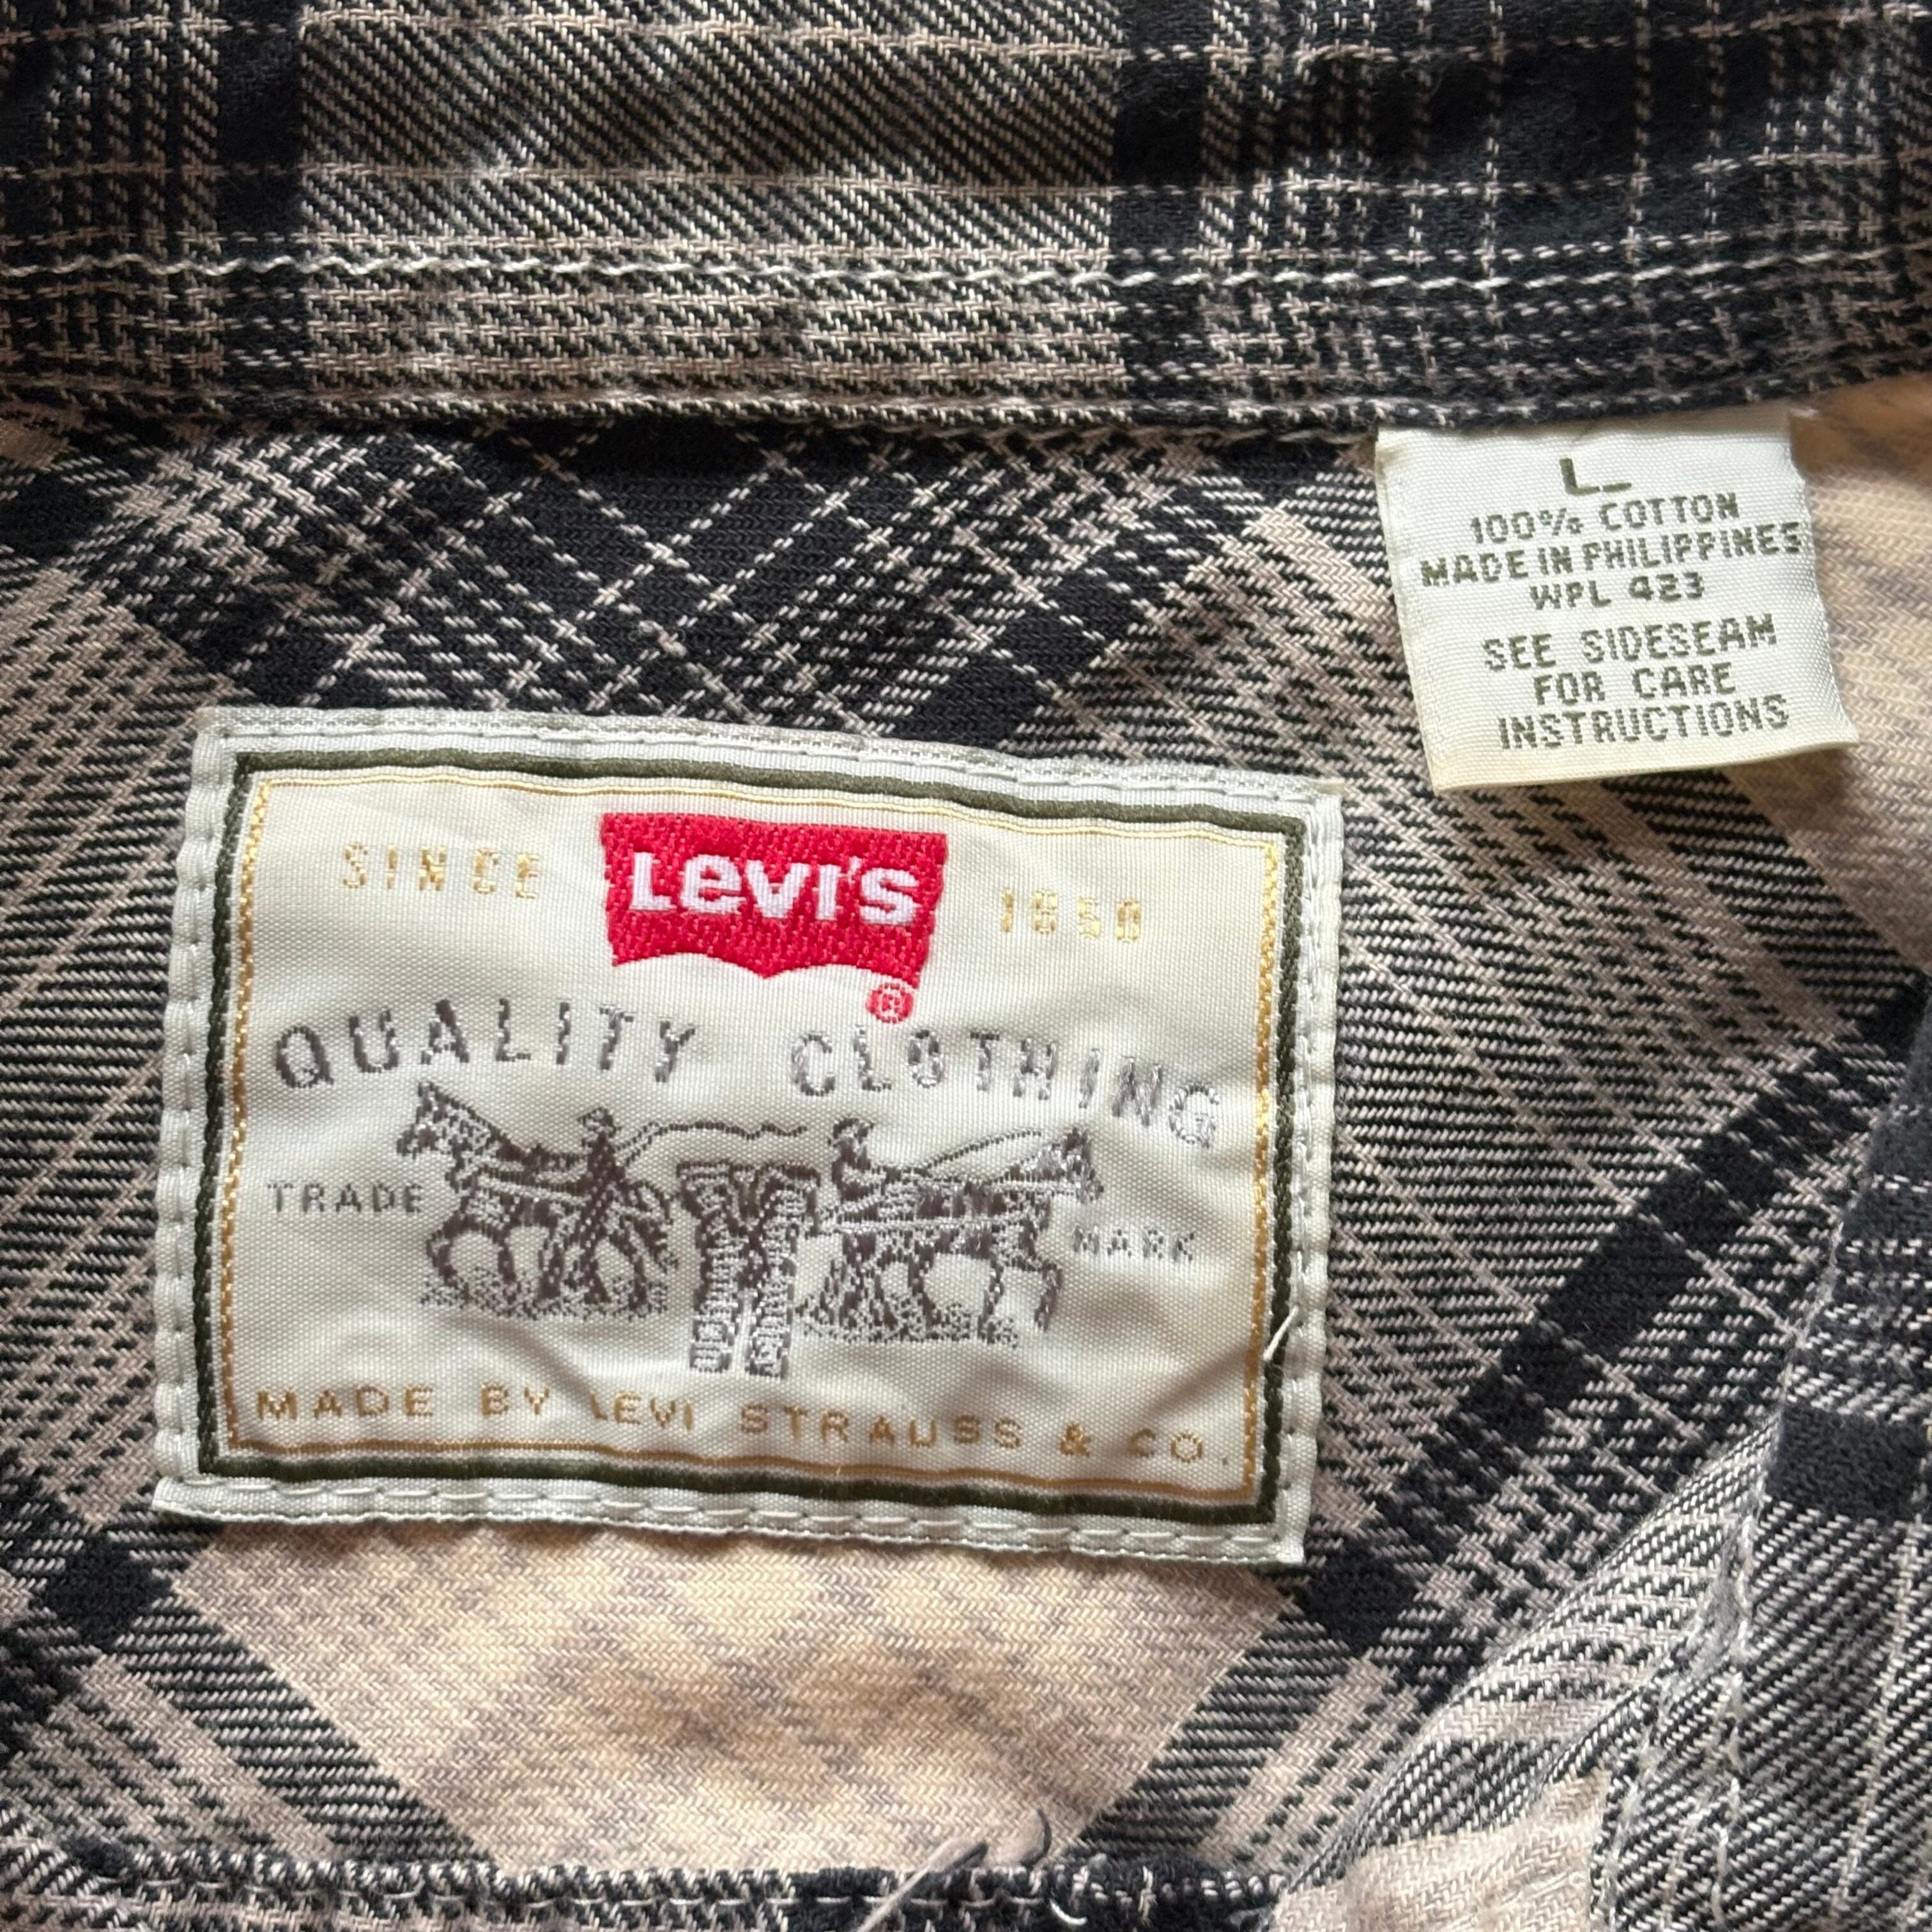 L
100% COTTON
MADE IN PHILIPPINES
WPL 423
SEE SIDESEAM
FOR CARE
INSTRUCTIONS
SINCE LEVI'S 1850
®
QUALITY CLOTHING
TRADE MARK
MADE BY LEVI STRAUSS & CO.